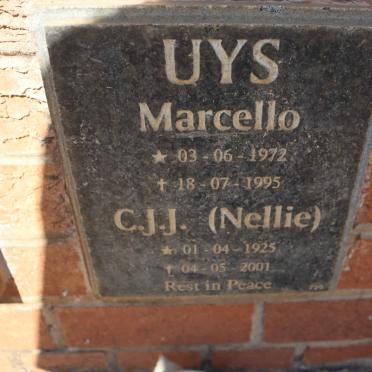 UYS
Marcello
★ 03 - 06 - 1972
✝ 18 - 07 - 1995
C.J.J. (Nellie)
★ 01 - 04 - 1925
✝ 04 - 05 - 2001
Rest in Peace